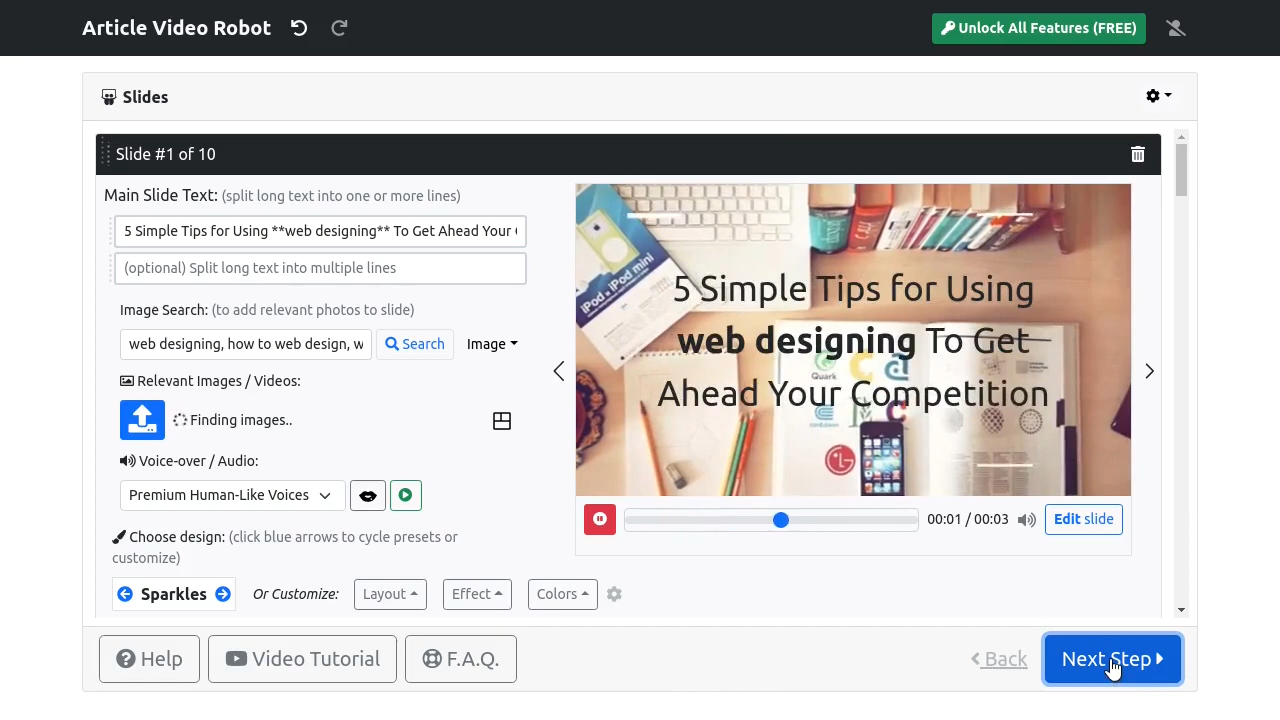 Article Video Robot
Unlock All Features (FREE)
Slides
Slide #1 of 10
Main Slide Text: (split long text into one or more lines)
5 Simple Tips for Using **web designing** To Get Ahead Your
(optional) Split long text into multiple lines
Image Search: (to add relevant photos to slide)
web designing, how to web design, w
Search
Image
Relevant Images / Videos:
Finding images..
Voice-over / Audio:
Premium Human-Like Voices
Choose design: (click blue arrows to cycle presets or
customize)
Sparkles
Or Customize:
Layout
Effect
Colors
iPod & iPod mini
5 Simple Tips for Using
web designing To Get
Ahead Your Competition
Quark
LG
00:01 / 00:03
Edit slide
Help
Video Tutorial
F.A.Q.
Back
Next Step